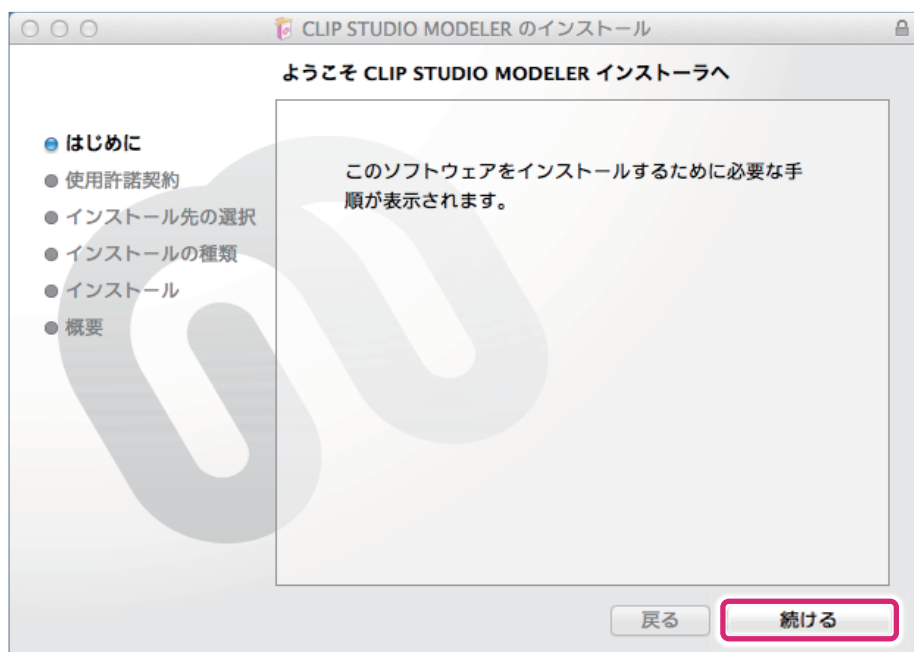 CLIP STUDIO MODELER のインストール
ようこそ CLIP STUDIO MODELER インストーラへ
はじめに
使用許諾契約
インストール先の選択
インストールの種類
インストール
概要
このソフトウェアをインストールするために必要な手
順が表示されます。
戻る
続ける